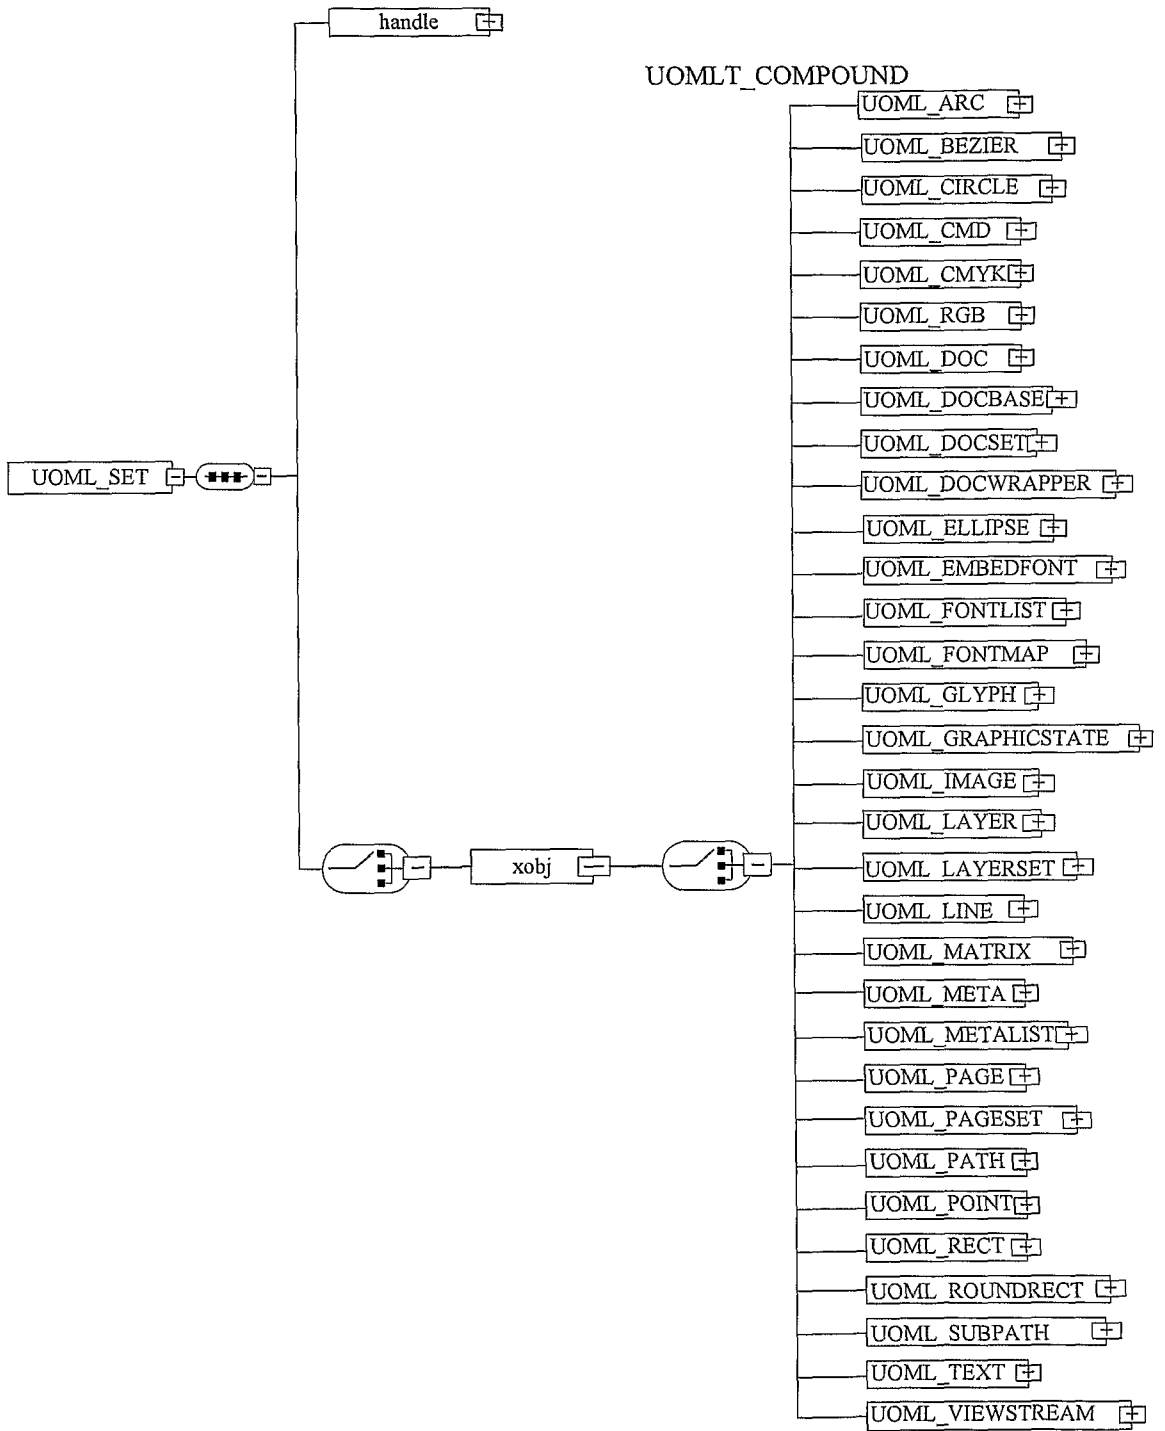 handle
UOMLT_COMPOUND
UOML_ARC
UOML_BEZIER
UOML_CIRCLE
UOML_CMD
UOML_CMYK
UOML_RGB
UOML_DOC
UOML_DOCBASE
UOML_DOCSET
UOML_SET
UOML_DOCWRAPPER
UOML_ELLIPSE
UOML_EMBEDFONT
UOML_FONTLIST
UOML_FONTMAP
UOML_GLYPH
UOML_GRAPHICSTATE
UOML_IMAGE
UOML_LAYER
xobj
UOML_LAYERSET
UOML_LINE
UOML_MATRIX
UOML_META
UOML_METALIST
UOML_PAGE
UOML_PAGESET
UOML_PATH
UOML_POINT
UOML_RECT
UOML_ROUNDRECT
UOML_SUBPATH
UOML_TEXT
UOML_VIEWSTREAM